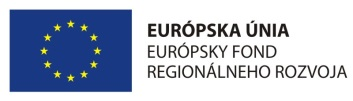 EURÓPSKA ÚNIA
EURÓPSKY FOND
REGIONÁLNEHO ROZVOJA